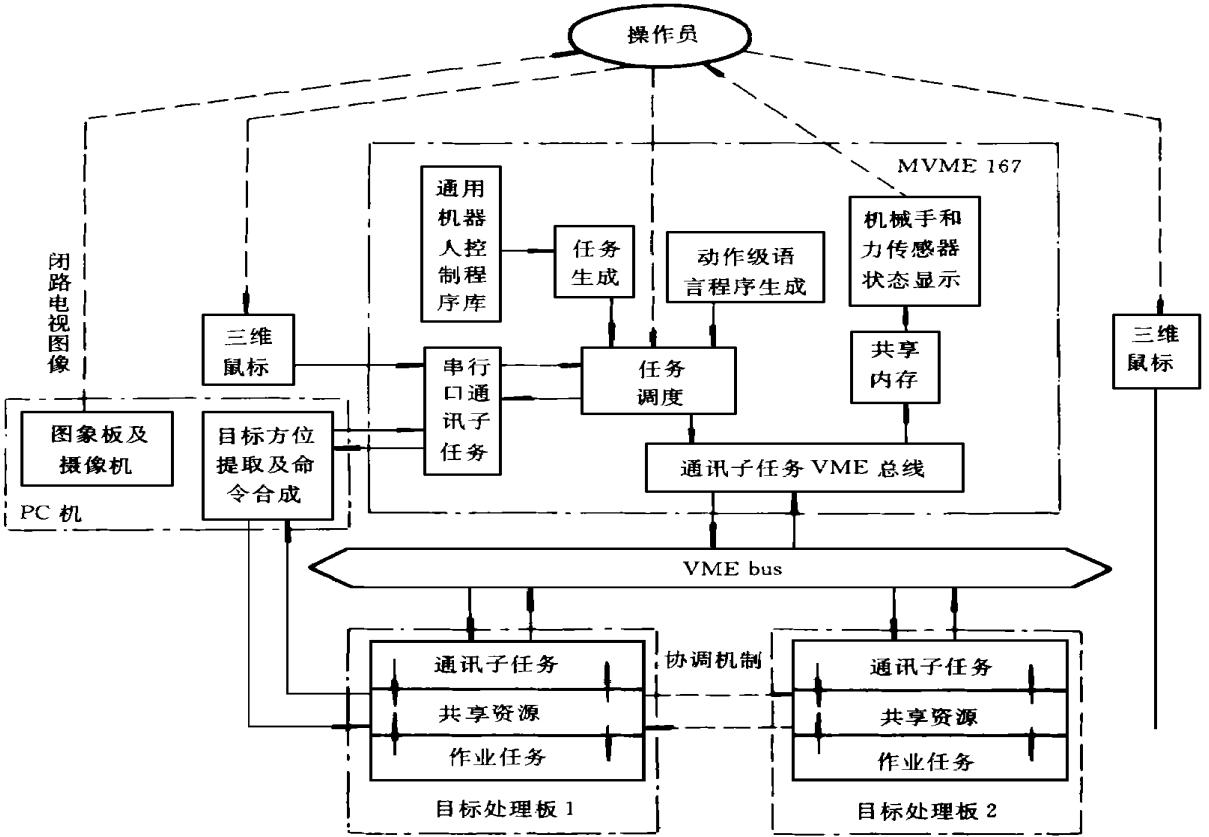 操作员
MVME 167
通用
机器
人控
制程
序库
任务
生成
动作级语
言程序生成
机械手和
力传感器
状态显示
闭路电视图像
三维
鼠标
串行
口通
讯子
任务
任务
调度
共享
内存
三维
鼠标
图象板及
摄像机
目标方位
提取及命
令合成
PC 机
通讯子任务 VME 总线
VME bus
通讯子任务
共享资源
作业任务
目标处理板 1
协调机制
通讯子任务
共享资源
作业任务
目标处理板 2